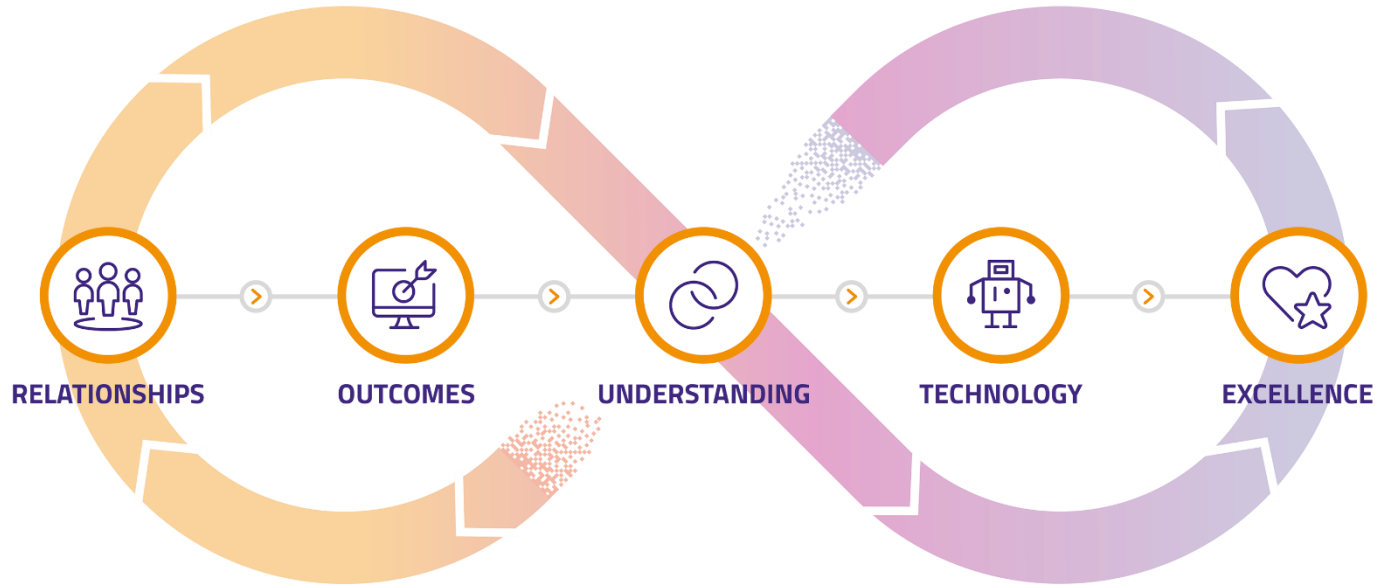 RELATIONSHIPS
OUTCOMES
UNDERSTANDING
TECHNOLOGY
EXCELLENCE